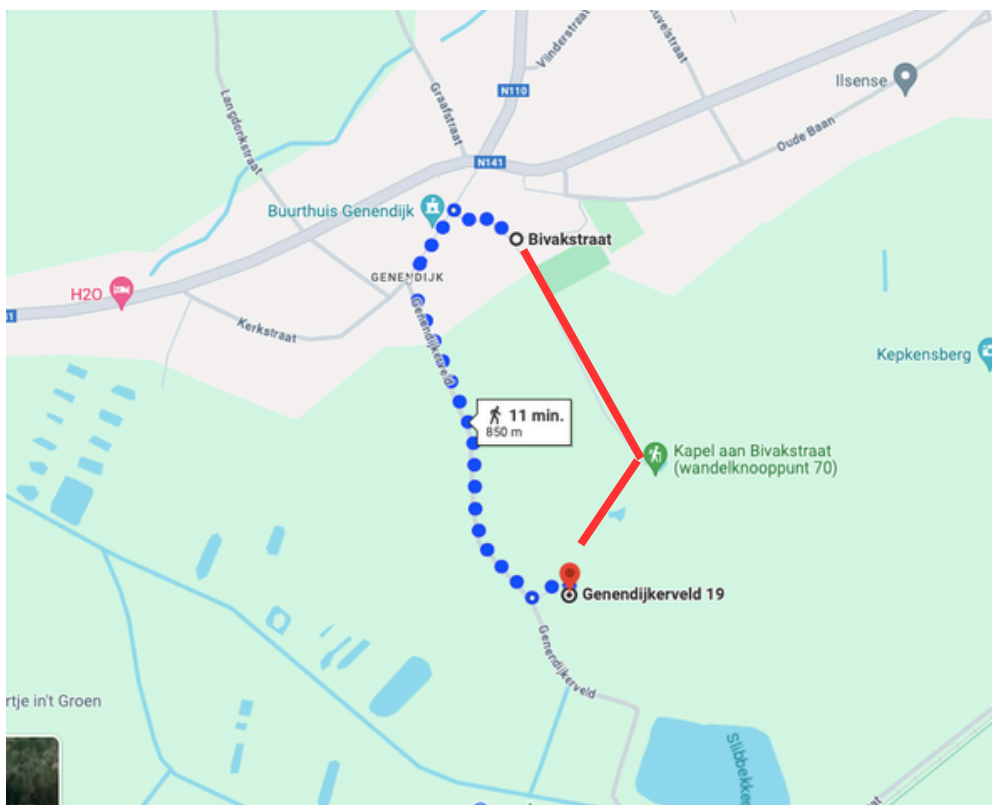 Vlinderstraat
uvelstraat
Ilsense
N110
Graafstraat
Langdonkstraat
Oude Baan
N141
Buurthuis Genendijk
Bivakstraat
GENENDIJK
H2O
Kerkstraat
Genendijkerveld
Kepkensberg
11 min.
850 m
Kapel aan Bivakstraat
(wandelknooppunt 70)
Genendijkerveld 19
Genendijkerveld
rtje in't Groen
Slibbekken